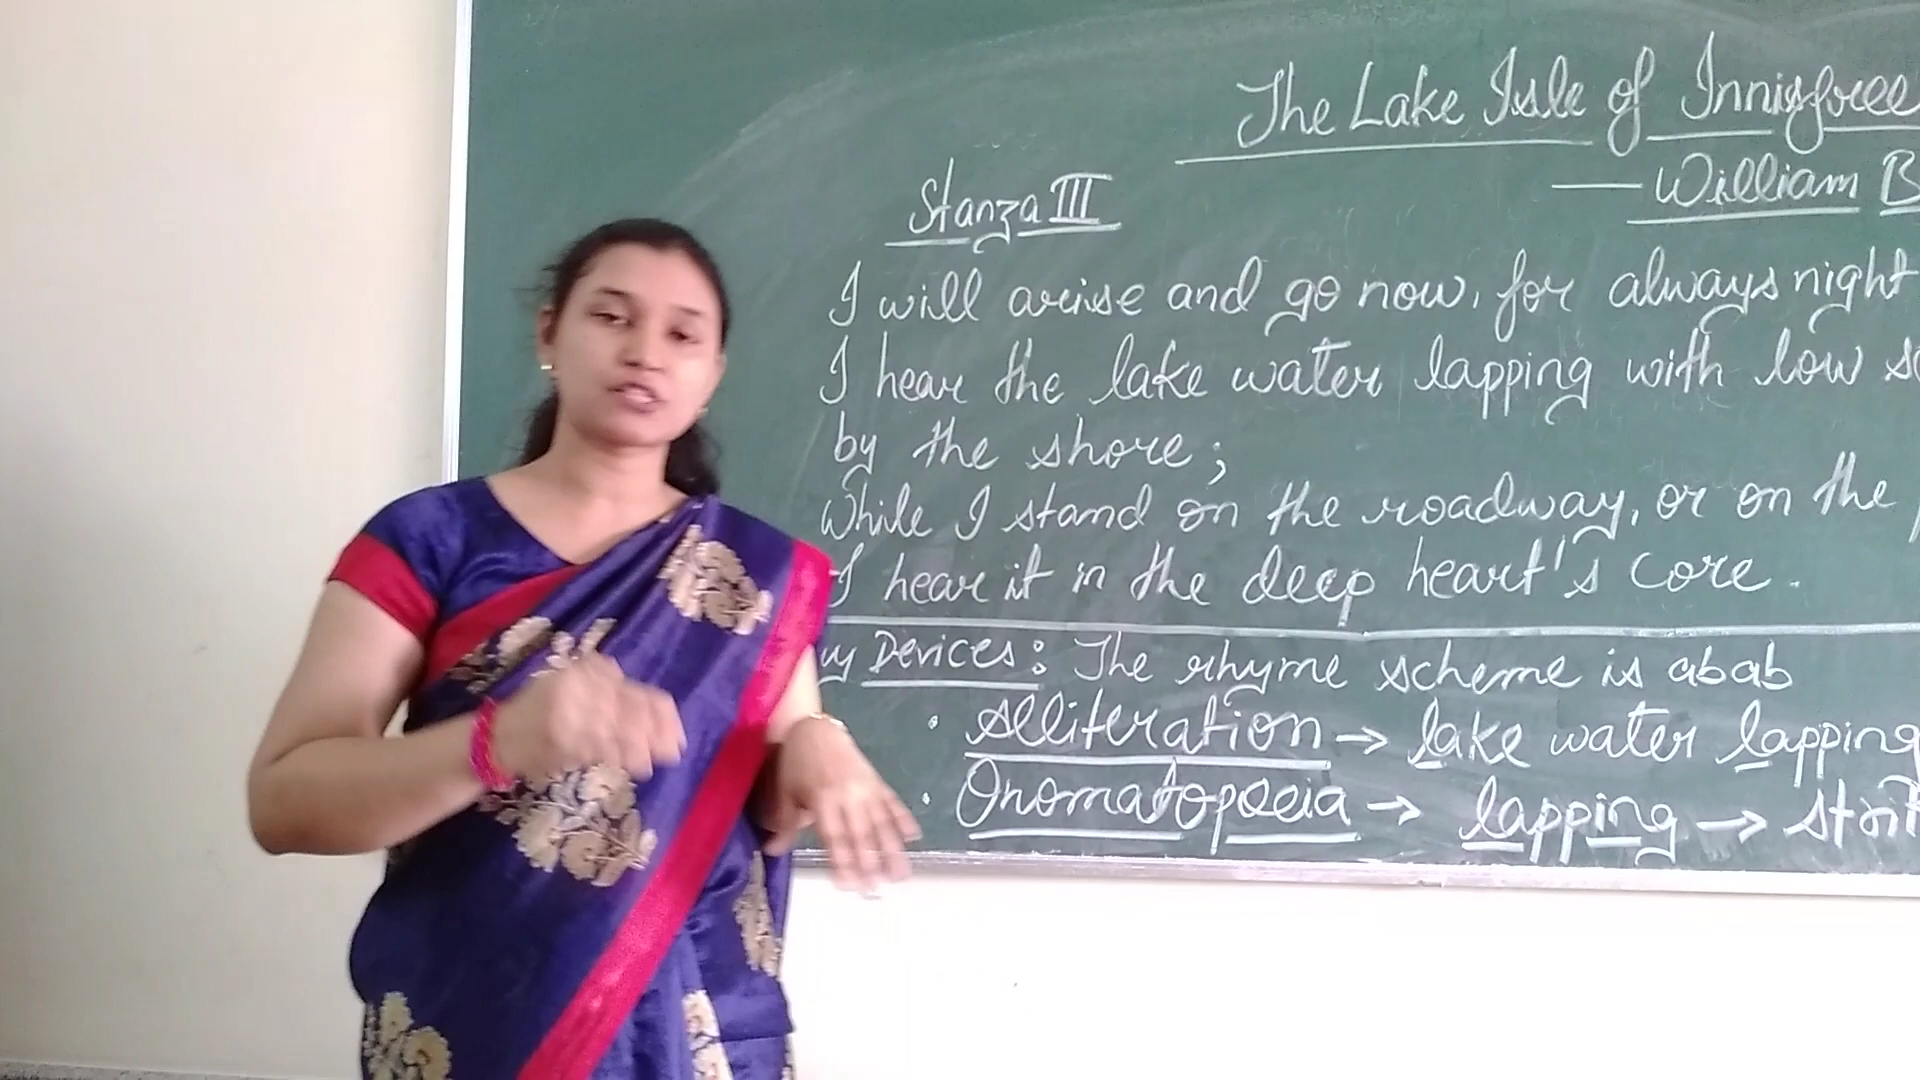 The Lake Isle of Innisfree
— William B
Stanza III
I will arise and go now, for always night
I hear the lake water lapping with low
by the shore;
While I stand on the roadway, or on the
I hear it in the deep heart's core.
Devices: The rhyme scheme is abab
• Alliteration → lake water lapping
• Onomatopoeia → lapping →